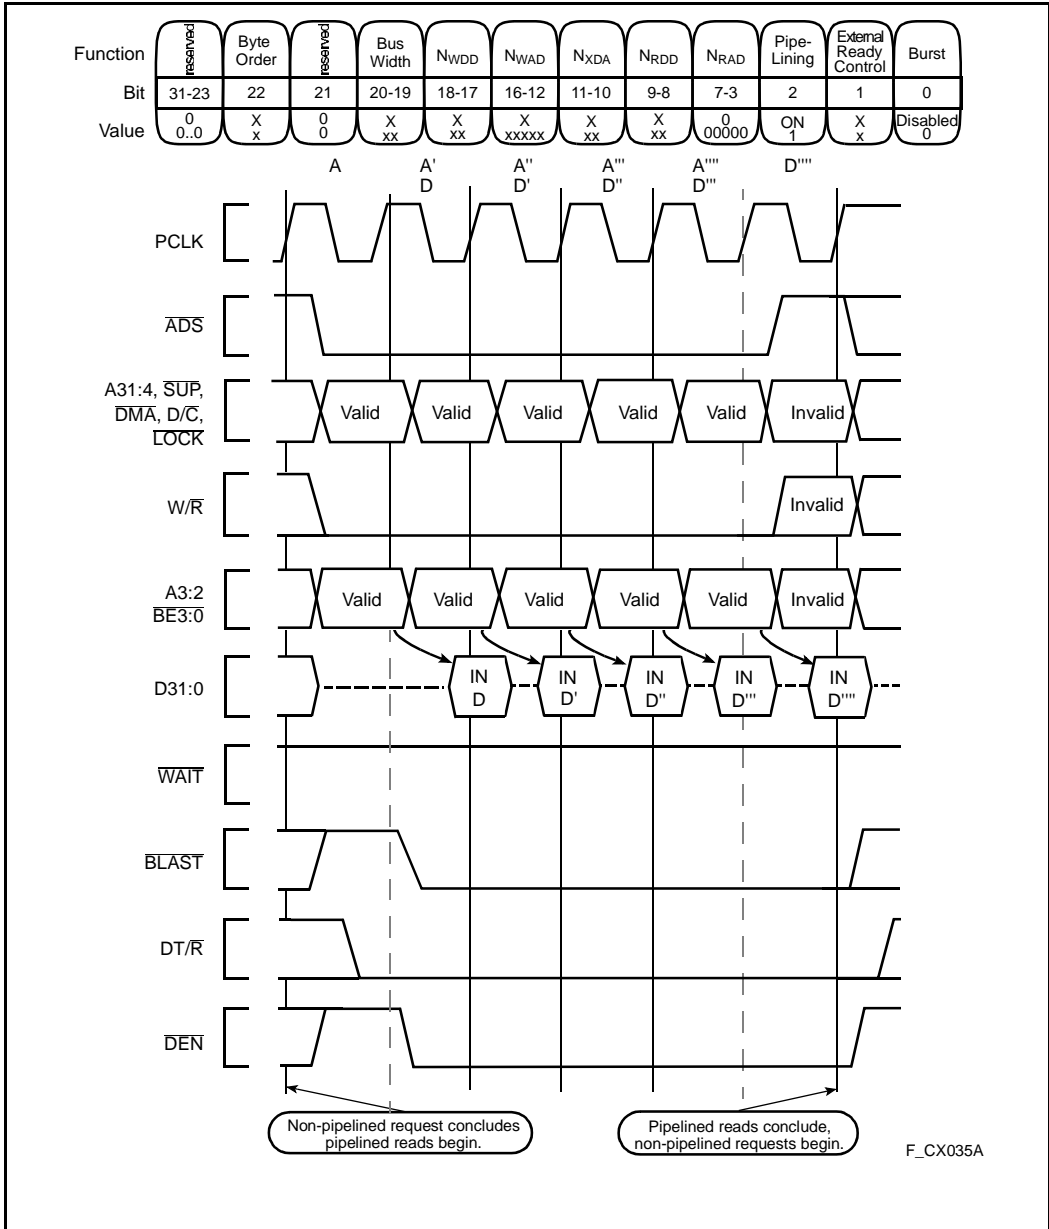 Function reserved Byte Order reserved Bus Width NWDD NWAD NXDA NRDD NRAD Pipe-Lining External Ready Control Burst
Bit 31-23 22 21 20-19 18-17 16-12 11-10 9-8 7-3 2 1 0
Value 0 0..0 X x 0 0 X xx X xx X xxxxx X xx X xx 0 00000 ON 1 X x Disabled 0
A A' A'' A''' A'''' D''''
D D' D'' D'''
PCLK
ADS
A31:4, SUP,
DMA, D/C,
LOCK
Valid Valid Valid Valid Valid Invalid
W/R
Invalid
A3:2
BE3:0
Valid Valid Valid Valid Valid Invalid
D31:0
IN D IN D' IN D'' IN D''' IN D''''
WAIT
BLAST
DT/R
DEN
Non-pipelined request concludes
pipelined reads begin.
Pipelined reads conclude,
non-pipelined requests begin.
F_CX035A